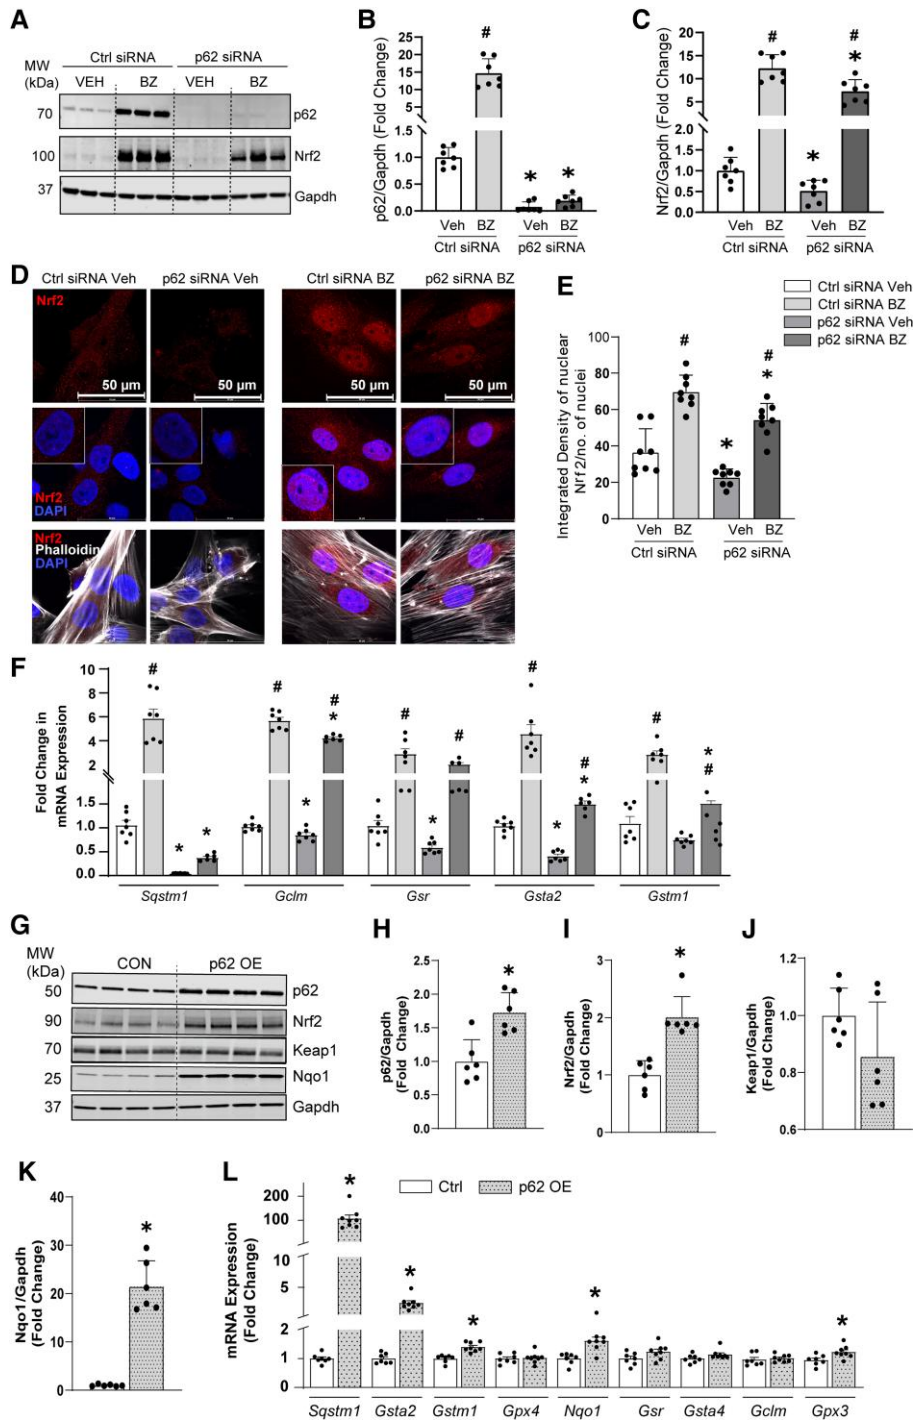 A
Ctrl siRNA p62 siRNA
MW
(kDa)
VEH BZ VEH BZ
70 p62
100 Nrf2
37 Gapdh
B
p62/Gapdh (Fold Change)
25
20
15
10
5
1.5
1.0
0.5
0.0
#
* *
Veh BZ Veh BZ
Ctrl siRNA p62 siRNA
C
Nrf2/Gapdh (Fold Change)
20
15
10
5
2.0
1.5
1.0
0.5
0.0
#
*
#
*
Veh BZ Veh BZ
Ctrl siRNA p62 siRNA
D
Ctrl siRNA Veh p62 siRNA Veh Ctrl siRNA BZ p62 siRNA BZ
Nrf2
50 µm 50 µm 50 µm 50 µm
Nrf2
DAPI
Nrf2
Phalloidin
DAPI
E
Ctrl siRNA Veh
Ctrl siRNA BZ
p62 siRNA Veh
p62 siRNA BZ
Integrated Density of nuclear
Nrf2/no. of nuclei
100
80
60
40
20
0
#
*
#
*
Veh BZ Veh BZ
Ctrl siRNA p62 siRNA
F
Fold Change in
mRNA Expression
10
8
6
4
2
1.5
1.0
0.5
0.0
#
* *
#
*
#
*
#
*
#
#
*
#
*
#
*
#
Sqstm1 Gclm Gsr Gsta2 Gstm1
G
MW
(kDa)
CON p62 OE
50 p62
90 Nrf2
70 Keap1
25 Nqo1
37 Gapdh
H
p62/Gapdh
(Fold Change)
2.5
2.0
1.5
1.0
0.5
0.0
*
I
Nrf2/Gapdh
(Fold Change)
3
2
1
0
*
J
Keap1/Gapdh
(Fold Change)
1.2
1.0
0.8
0.6
K
Nqo1/Gapdh
(Fold Change)
40
30
20
10
0
*
L
Ctrl p62 OE
mRNA Expression
(Fold Change)
200
100
10
5
2
1
0
* * * * *
Sqstm1 Gsta2 Gstm1 Gpx4 Nqo1 Gsr Gsta4 Gclm Gpx3